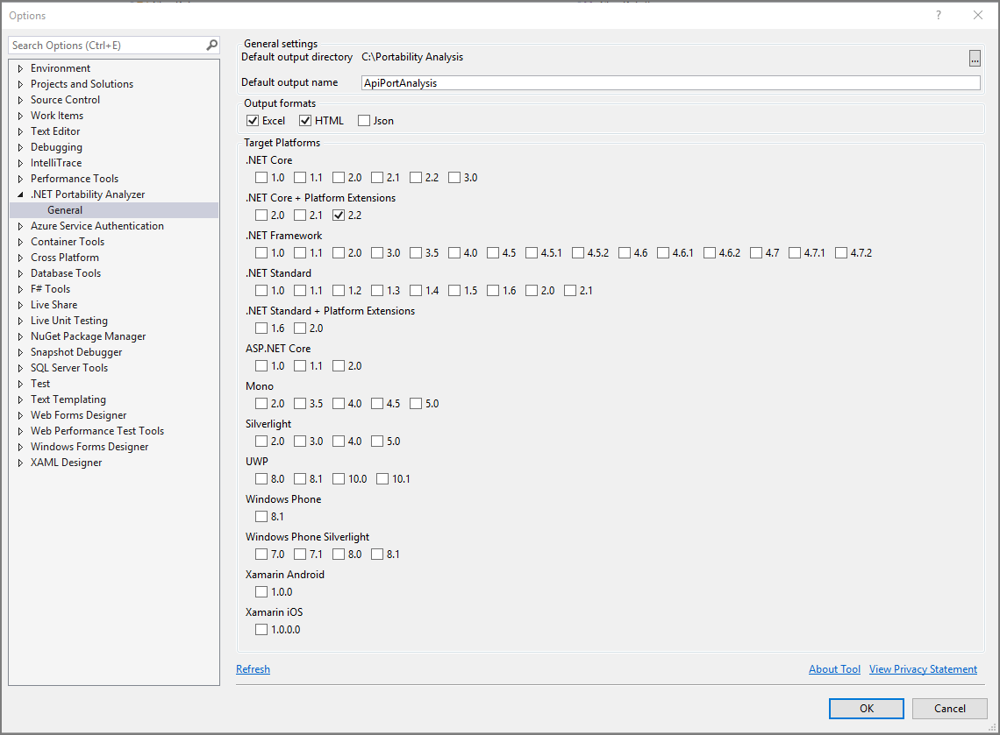 Options
?
Search Options (Ctrl+E)
Environment
Projects and Solutions
Source Control
Work Items
Text Editor
Debugging
IntelliTrace
Performance Tools
.NET Portability Analyzer
General
Azure Service Authentication
Container Tools
Cross Platform
Database Tools
F# Tools
Live Share
Live Unit Testing
NuGet Package Manager
Snapshot Debugger
SQL Server Tools
Test
Text Templating
Web Forms Designer
Web Performance Test Tools
Windows Forms Designer
XAML Designer
General settings
Default output directory C:\Portability Analysis ...
Default output name ApiPortAnalysis
Output formats
Excel HTML Json
Target Platforms
.NET Core
1.0 1.1 2.0 2.1 2.2 3.0
.NET Core + Platform Extensions
2.0 2.1 2.2
.NET Framework
1.0 1.1 2.0 3.0 3.5 4.0 4.5 4.5.1 4.5.2 4.6 4.6.1 4.6.2 4.7 4.7.1 4.7.2
.NET Standard
1.0 1.1 1.2 1.3 1.4 1.5 1.6 2.0 2.1
.NET Standard + Platform Extensions
1.6 2.0
ASP.NET Core
1.0 1.1 2.0
Mono
2.0 3.5 4.0 4.5 5.0
Silverlight
2.0 3.0 4.0 5.0
UWP
8.0 8.1 10.0 10.1
Windows Phone
8.1
Windows Phone Silverlight
7.0 7.1 8.0 8.1
Xamarin Android
1.0.0
Xamarin iOS
1.0.0.0
Refresh About Tool View Privacy Statement
OK Cancel